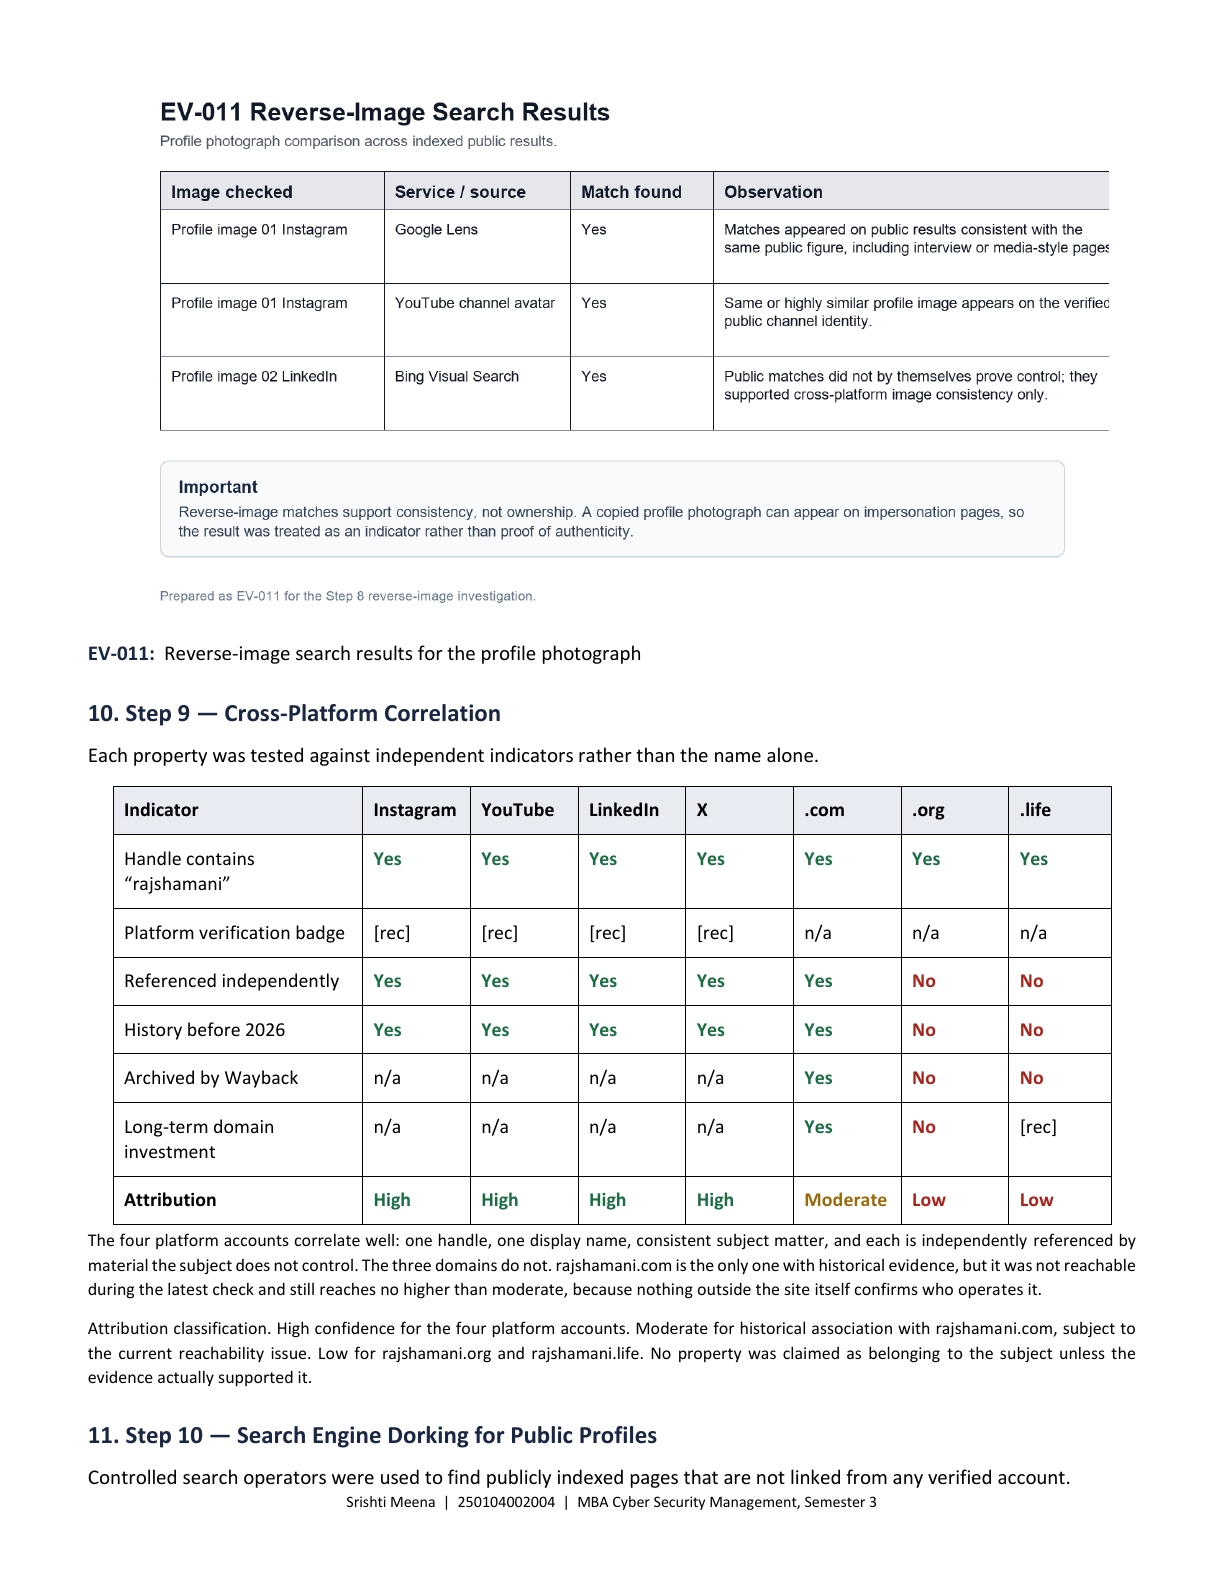 EV-011 Reverse-Image Search Results
Profile photograph comparison across indexed public results.
Image checked Service / source Match found Observation
Profile image 01 Instagram Google Lens Yes Matches appeared on public results consistent with the
same public figure, including interview or media-style pages
Profile image 01 Instagram YouTube channel avatar Yes Same or highly similar profile image appears on the verified
public channel identity.
Profile image 02 LinkedIn Bing Visual Search Yes Public matches did not by themselves prove control; they
supported cross-platform image consistency only.
Important
Reverse-image matches support consistency, not ownership. A copied profile photograph can appear on impersonation pages, so
the result was treated as an indicator rather than proof of authenticity.
Prepared as EV-011 for the Step 8 reverse-image investigation.
EV-011: Reverse-image search results for the profile photograph
10. Step 9 — Cross-Platform Correlation
Each property was tested against independent indicators rather than the name alone.
Indicator Instagram YouTube LinkedIn X .com .org .life
Handle contains Yes Yes Yes Yes Yes Yes Yes
“rajshamani”
Platform verification badge [rec] [rec] [rec] [rec] n/a n/a n/a
Referenced independently Yes Yes Yes Yes Yes No No
History before 2026 Yes Yes Yes Yes Yes No No
Archived by Wayback n/a n/a n/a n/a Yes No No
Long-term domain n/a n/a n/a n/a Yes No [rec]
investment
Attribution High High High High Moderate Low Low
The four platform accounts correlate well: one handle, one display name, consistent subject matter, and each is independently referenced by
material the subject does not control. The three domains do not. rajshamani.com is the only one with historical evidence, but it was not reachable
during the latest check and still reaches no higher than moderate, because nothing outside the site itself confirms who operates it.
Attribution classification. High confidence for the four platform accounts. Moderate for historical association with rajshamani.com, subject to
the current reachability issue. Low for rajshamani.org and rajshamani.life. No property was claimed as belonging to the subject unless the
evidence actually supported it.
11. Step 10 — Search Engine Dorking for Public Profiles
Controlled search operators were used to find publicly indexed pages that are not linked from any verified account.
Srishti Meena | 250104002004 | MBA Cyber Security Management, Semester 3